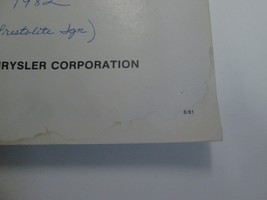 1982
Prestolite Ign)
RYSLER CORPORATION
5/81